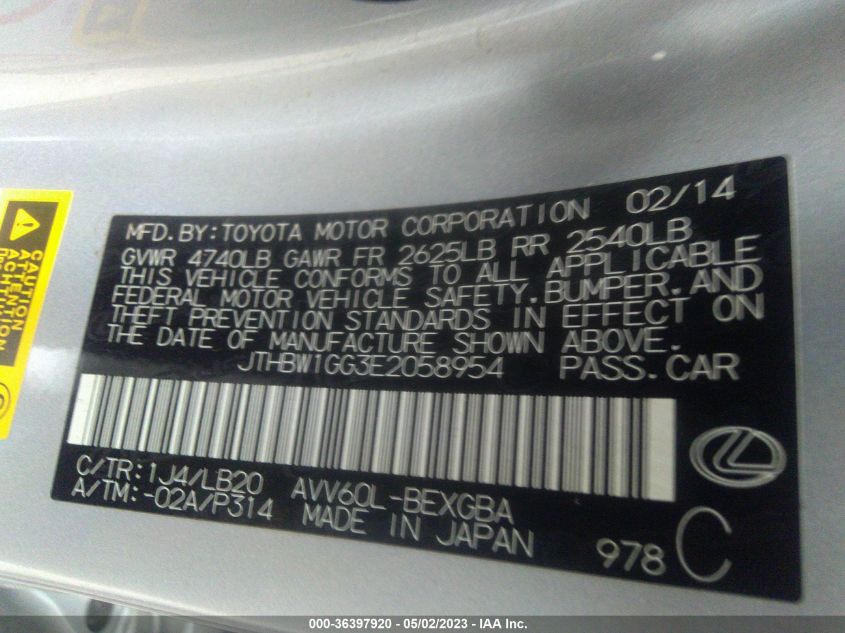 MFD.BY:TOYOTA MOTOR CORPORATION 02/14
GVWR 4740LB GAWR FR 2625LB RR 2540LB
THIS VEHICLE CONFORMS TO ALL APPLICABLE
FEDERAL MOTOR VEHICLE SAFETY,BUMPER,AND
THEFT PREVENTION STANDARDS IN EFFECT ON
THE DATE OF MANUFACTURE SHOWN ABOVE.
JTHBW1GG3E2058954 PASS.CAR
C/TR:1J4/LB20 AVV60L-BEXGBA
A/TM:-02A/P314 MADE IN JAPAN
978 C
CAUTION
ATTENTION
000-36397920 - 05/02/2023 - IAA Inc.